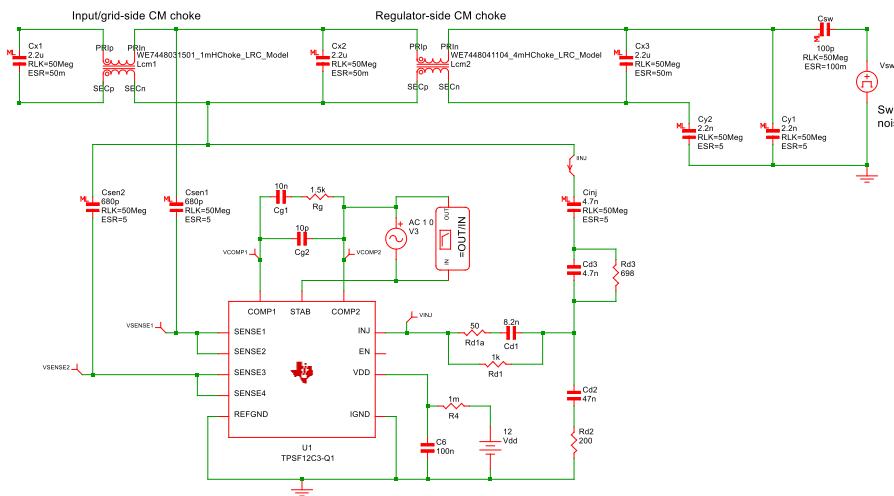 Input/grid-side CM choke
Regulator-side CM choke
Cx1
2.2u
RLK=50Meg
ESR=50m
PRIp
PRIn
WE7448031501_1mHChoke_LRC_Model
Lcm1
SECp
SECn
Cx2
2.2u
RLK=50Meg
ESR=50m
PRIp
PRIn
WE7448041104_4mHChoke_LRC_Model
Lcm2
SECp
SECn
Cx3
2.2u
RLK=50Meg
ESR=50m
Csw
100p
RLK=50Meg
ESR=100m
Vsw
Sw
noi
Cy2
2.2n
RLK=50Meg
ESR=5
Cy1
2.2n
RLK=50Meg
ESR=5
IINJ
Csen2
680p
RLK=50Meg
ESR=5
Csen1
680p
RLK=50Meg
ESR=5
10n
Cg1
1.5k
Rg
10p
Cg2
VCOMP1
VCOMP2
AC 1 0
V3
OUT
IN
=OUT/IN
Cinj
4.7n
RLK=50Meg
ESR=5
Cd3
4.7n
Rd3
698
COMP1
STAB
COMP2
VSENSE1
VSENSE2
SENSE1
SENSE2
SENSE3
SENSE4
REFGND
INJ
EN
VDD
IGND
VINJ
50
Rd1a
8.2n
Cd1
1k
Rd1
1m
R4
12
Vdd
C6
100n
Cd2
47n
Rd2
200
U1
TPSF12C3-Q1